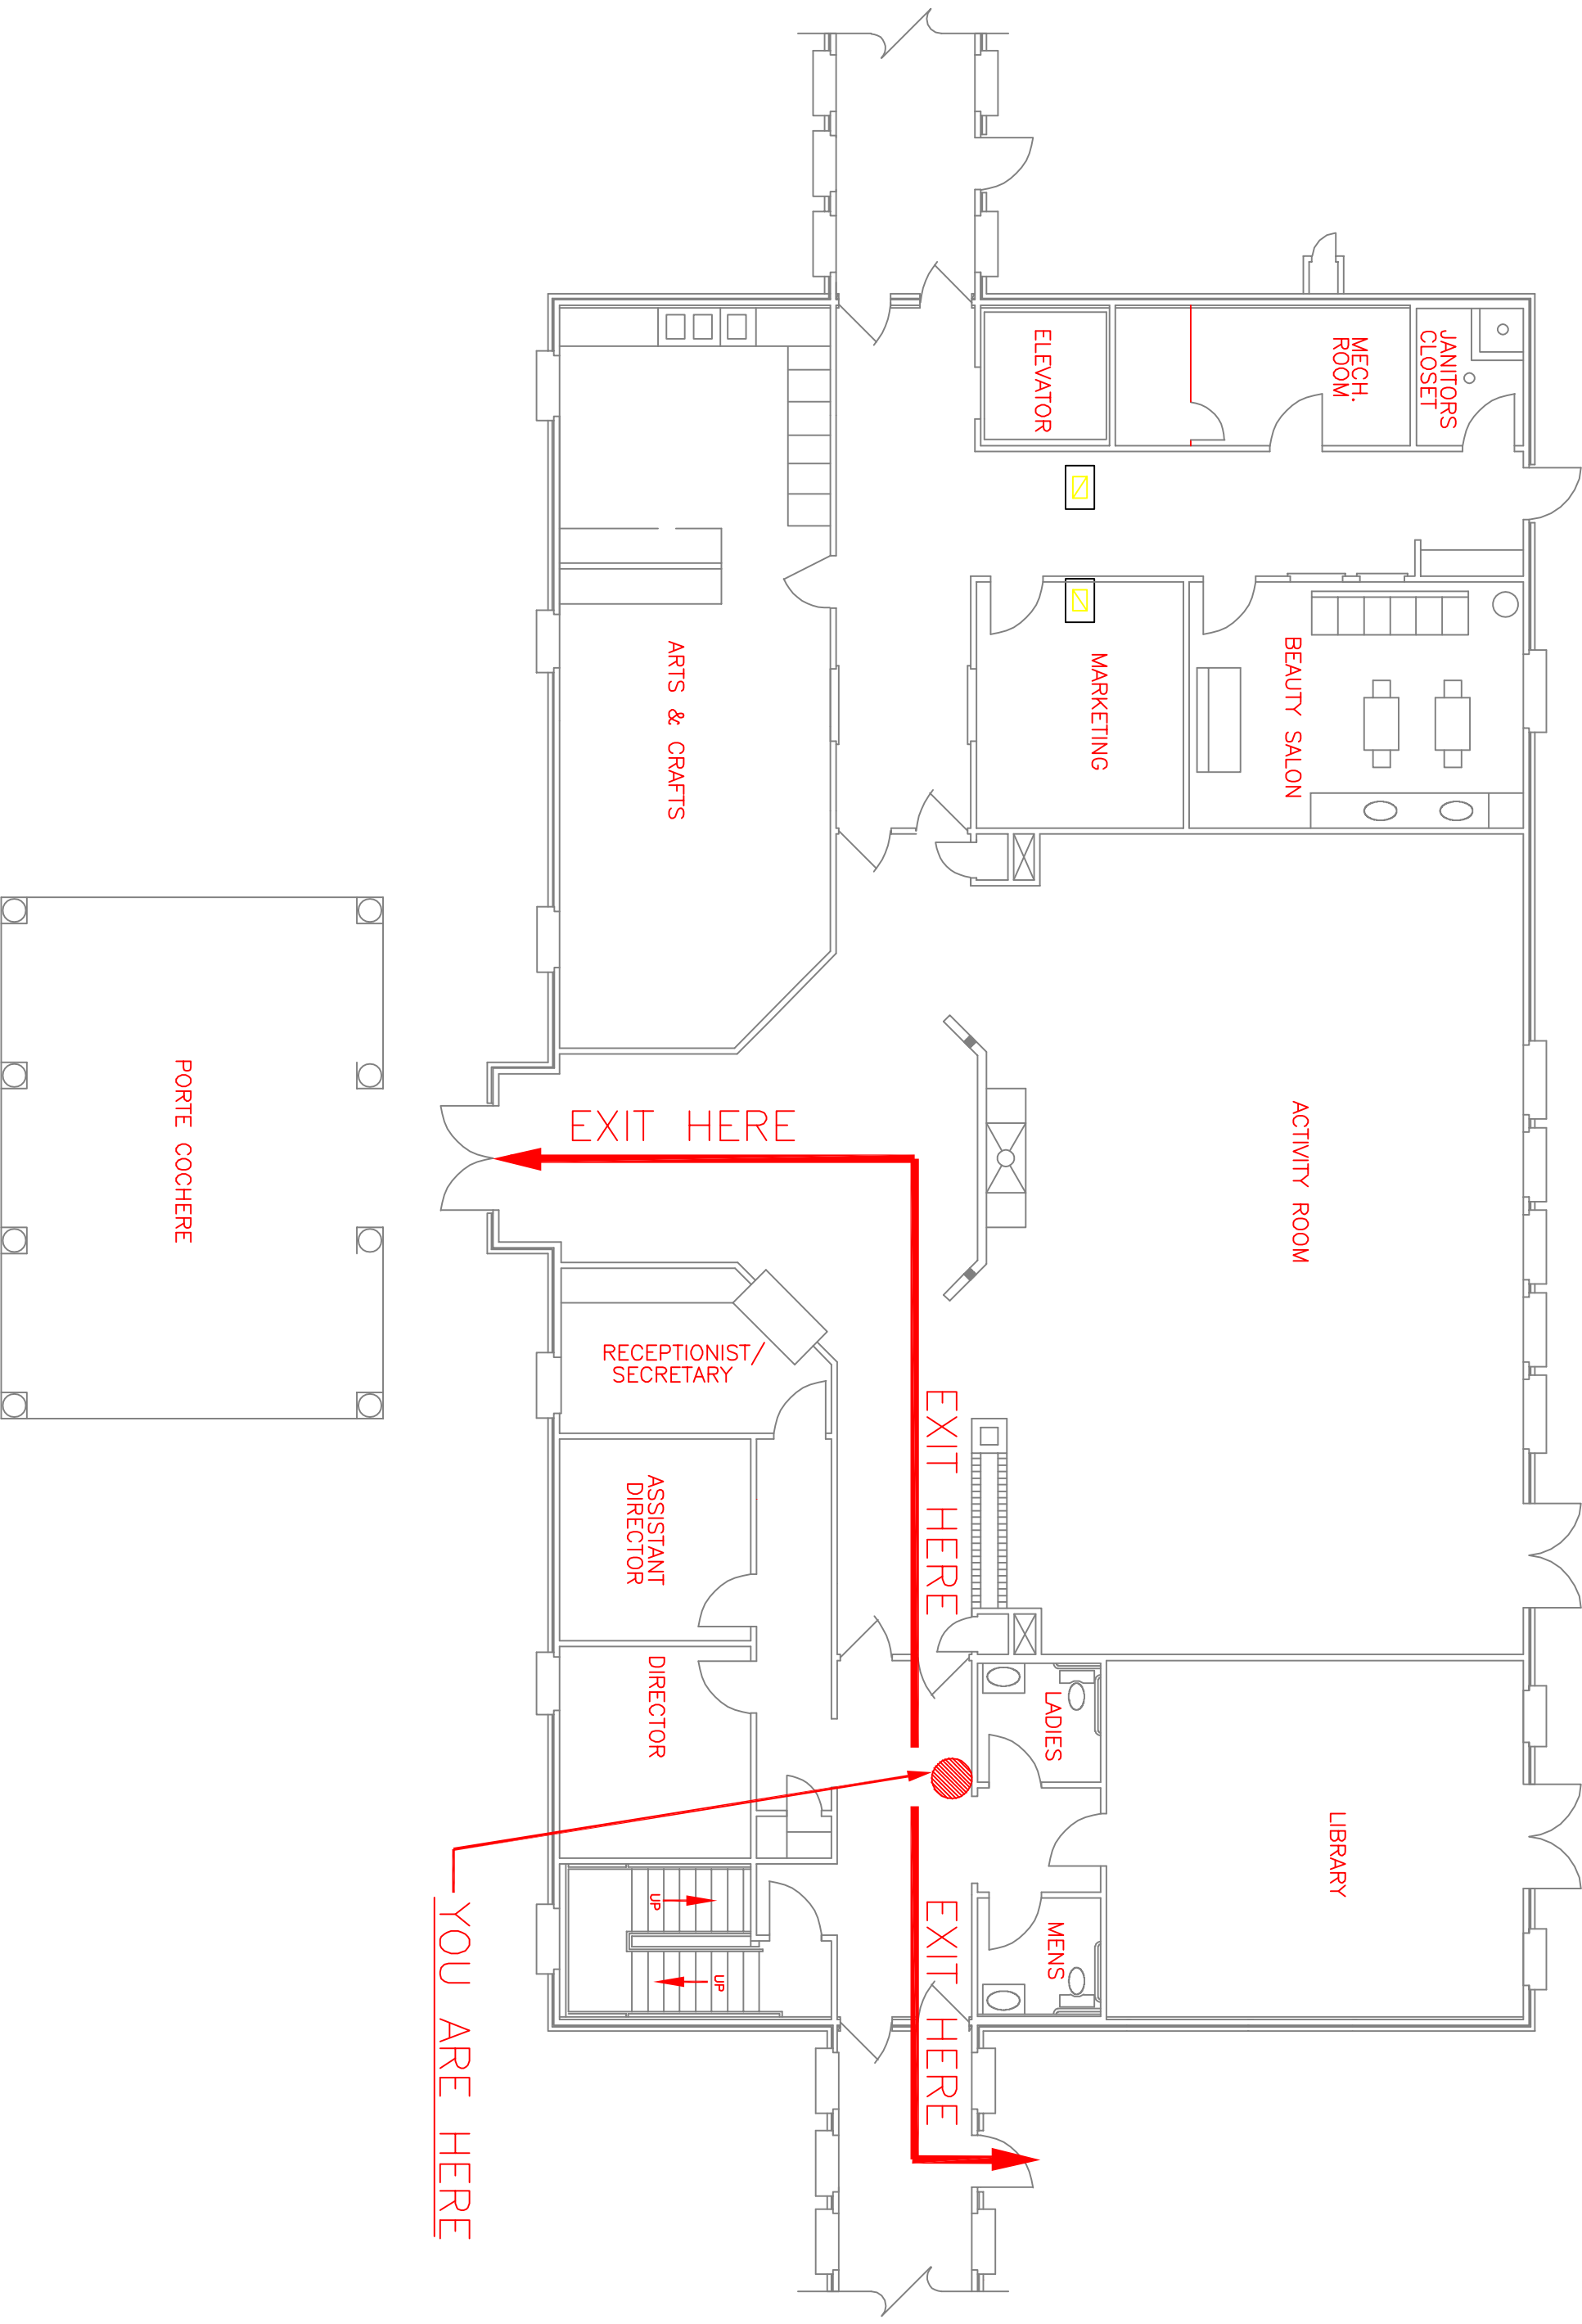 ELEVATOR
MECH.
ROOM
JANITORS
CLOSET
ARTS & CRAFTS
MARKETING
BEAUTY SALON
PORTE COCHERE
EXIT HERE
ACTIVITY ROOM
RECEPTIONIST/
SECRETARY
EXIT HERE
ASSISTANT
DIRECTOR
DIRECTOR
LADIES
LIBRARY
UP
UP
MENS
EXIT HERE
YOU ARE HERE